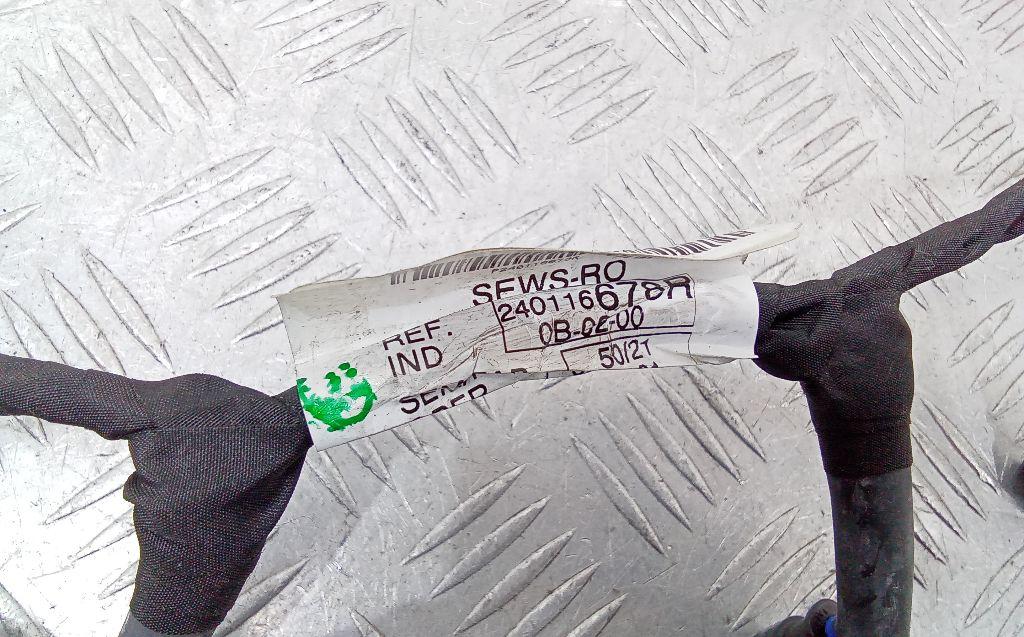 SEWS-RO
REF. 240116678R
IND 0B-02-00
50/21